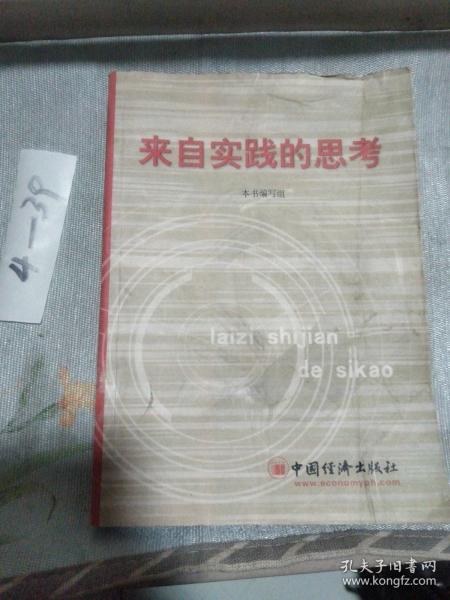 来自实践的思考
本书编写组
4-39
laizi shijian
de sikao
中国经济出版社
www.economyph.com
孔夫子旧书网
www.kongfz.com